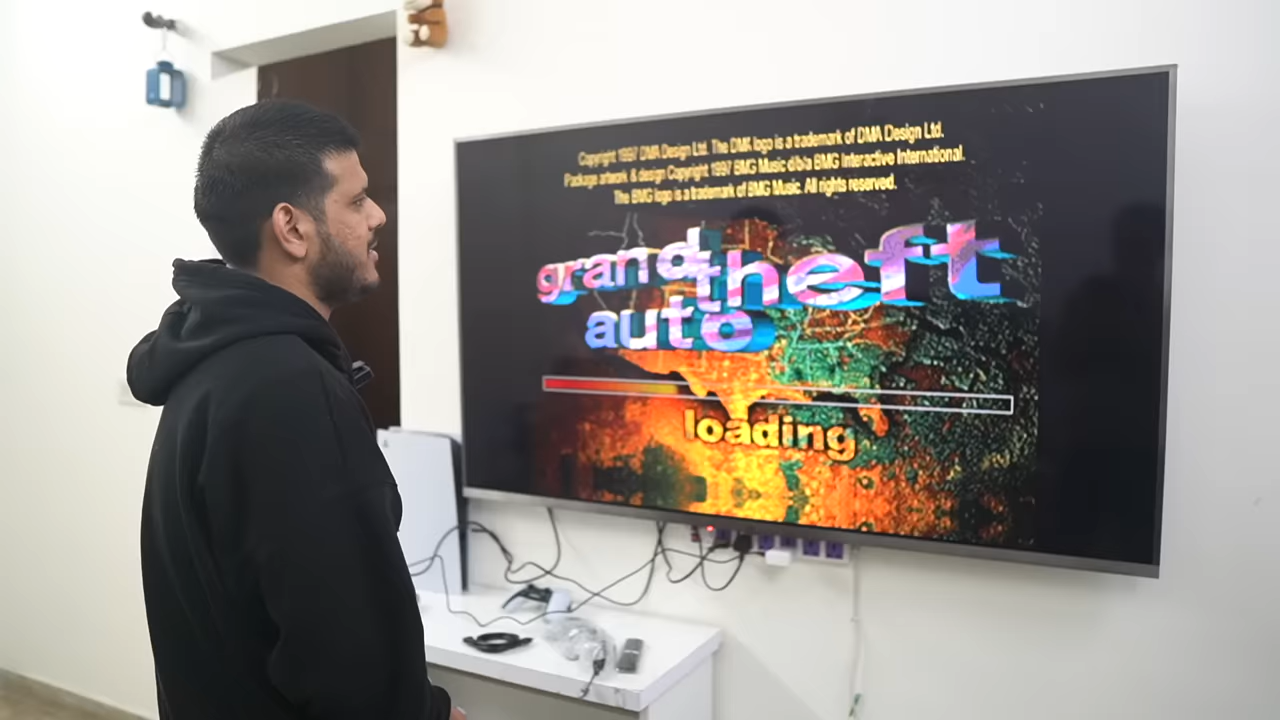 Copyright 1997 DMA Design Ltd. The DMA logo is a trademark of DMA Design Ltd.
Package artwork & design Copyright 1997 BMG Music d/b/a BMG Interactive International.
The BMG logo is a trademark of BMG Music. All rights reserved.
grand theft
auto
loading